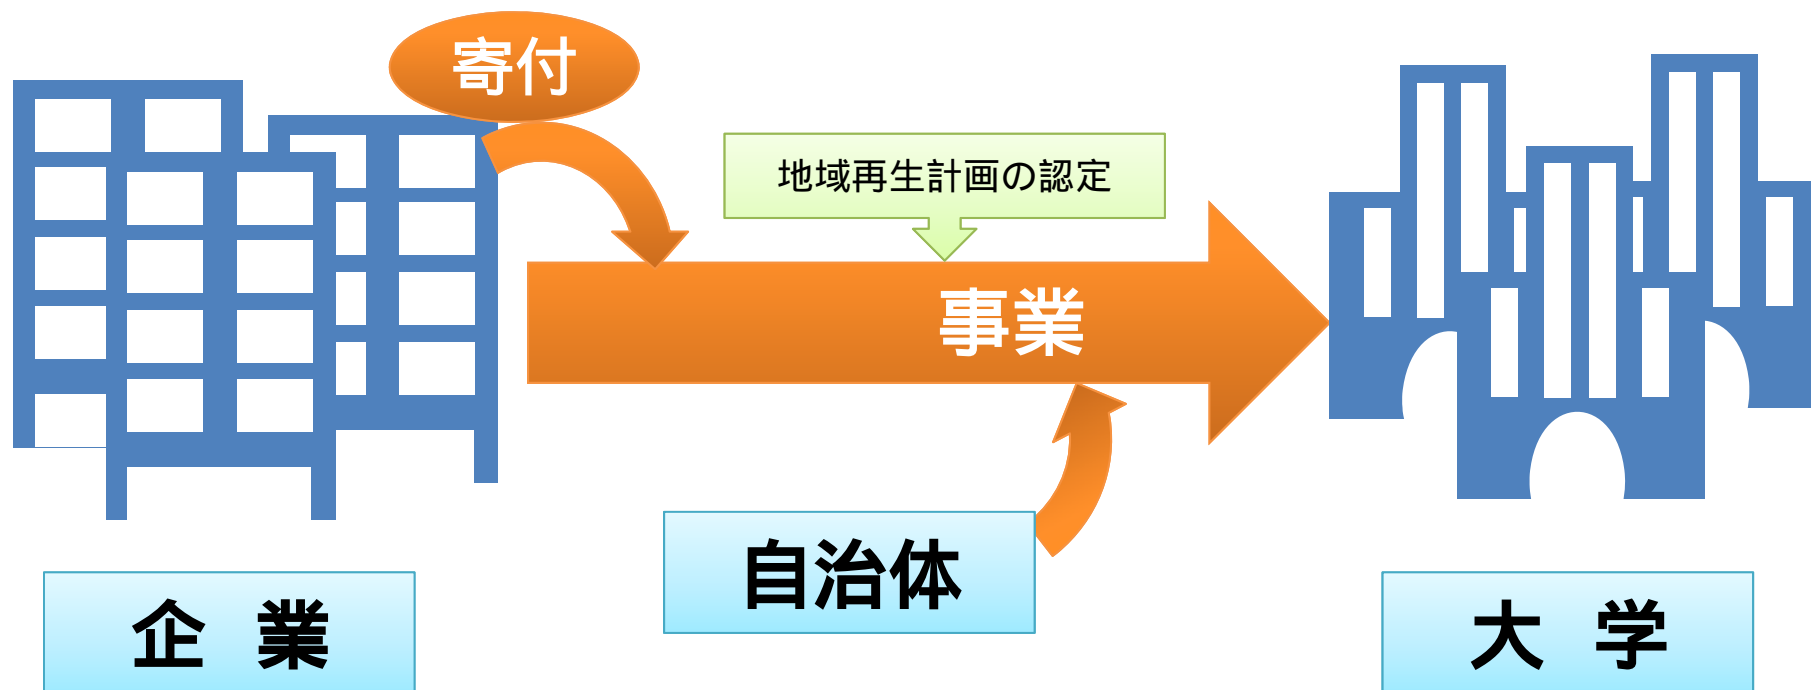 寄付
地域再生計画の認定
事業
自治体
企 業
大 学